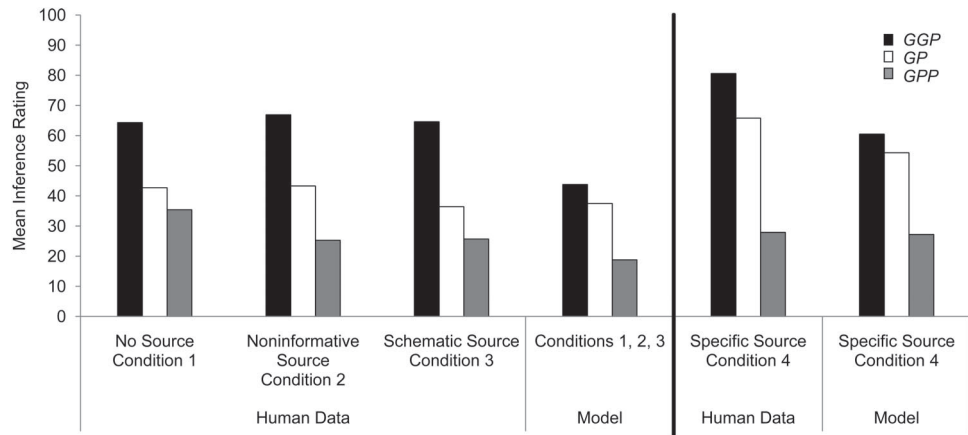 Mean Inference Rating
100
90
80
70
60
50
40
30
20
10
0
GGP
GP
GPP
No Source
Condition 1
Noninformative
Source
Condition 2
Schematic Source
Condition 3
Conditions 1, 2, 3
Specific Source
Condition 4
Specific Source
Condition 4
Human Data
Model
Human Data
Model